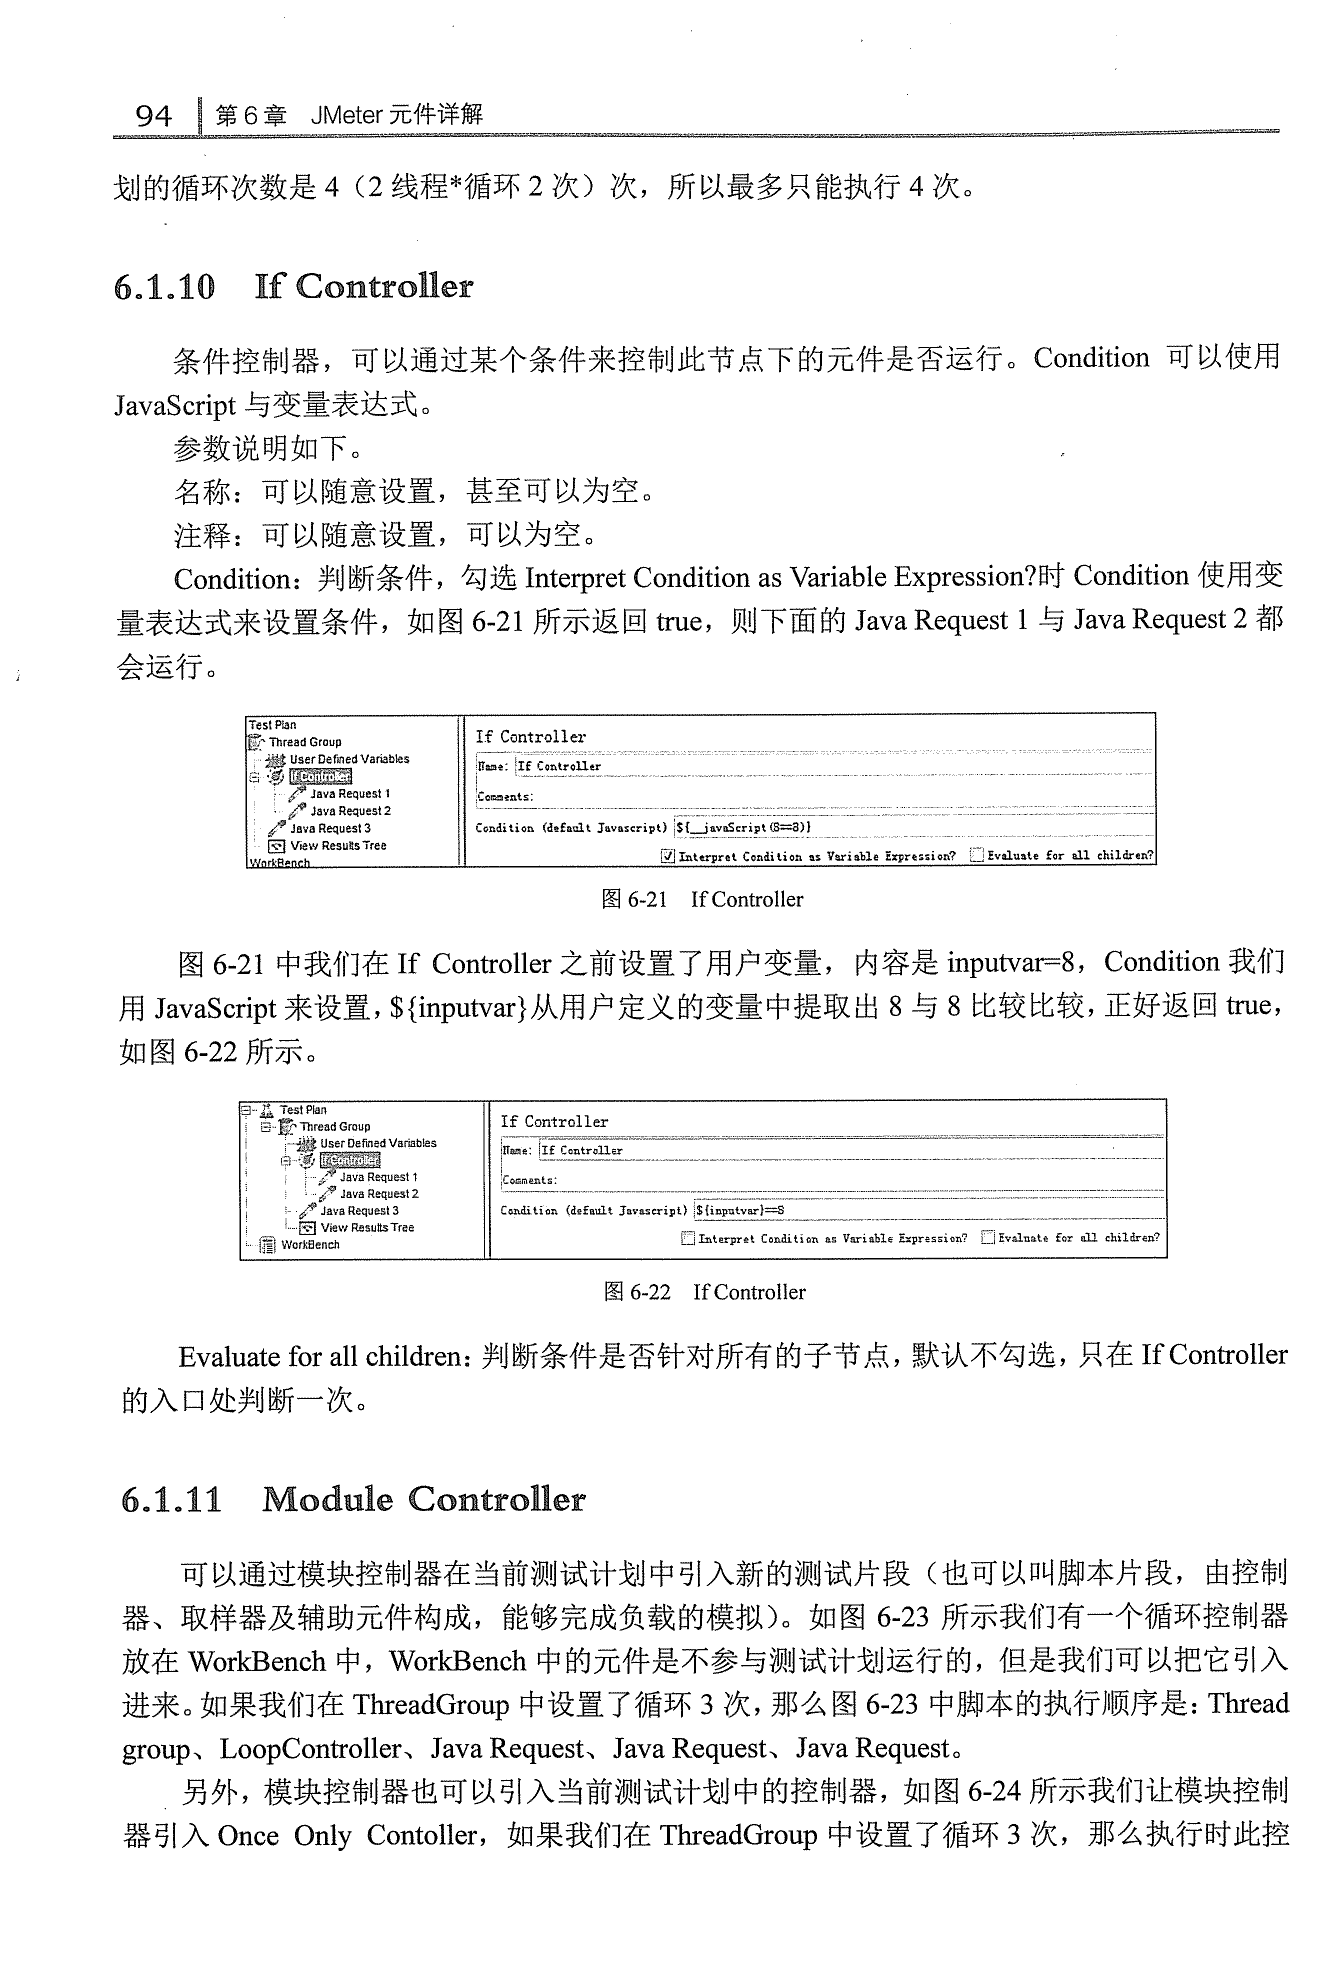 94 第6章 JMeter 元件详解
划的循环次数是 4（2 线程*循环 2 次）次，所以最多只能执行 4 次。
6.1.10 If Controller
条件控制器，可以通过某个条件来控制此节点下的元件是否运行。Condition 可以使用
JavaScript 与变量表达式。
参数说明如下。
名称：可以随意设置，甚至可以为空。
注释：可以随意设置，可以为空。
Condition：判断条件，勾选 Interpret Condition as Variable Expression?时 Condition 使用变
量表达式来设置条件，如图 6-21 所示返回 true，则下面的 Java Request 1 与 Java Request 2 都
会运行。
Test Plan
Thread Group
User Defined Variables
If Controller
Java Request 1
Java Request 2
Java Request 3
View Results Tree
WorkBench
If Controller
Name: If Controller
Comments:
Condition (default Javascript) ${__javaScript(8==8)}
Interpret Condition as Variable Expression? Evaluate for all children?
图 6-21 If Controller
图 6-21 中我们在 If Controller 之前设置了用户变量，内容是 inputvar=8，Condition 我们
用 JavaScript 来设置，${inputvar}从用户定义的变量中提取出 8 与 8 比较比较，正好返回 true，
如图 6-22 所示。
Test Plan
Thread Group
User Defined Variables
If Controller
Java Request 1
Java Request 2
Java Request 3
View Results Tree
WorkBench
If Controller
Name: If Controller
Comments:
Condition (default Javascript) ${inputvar}==8
Interpret Condition as Variable Expression? Evaluate for all children?
图 6-22 If Controller
Evaluate for all children：判断条件是否针对所有的子节点，默认不勾选，只在 If Controller
的入口处判断一次。
6.1.11 Module Controller
可以通过模块控制器在当前测试计划中引入新的测试片段（也可以叫脚本片段，由控制
器、取样器及辅助元件构成，能够完成负载的模拟）。如图 6-23 所示我们有一个循环控制器
放在 WorkBench 中，WorkBench 中的元件是不参与测试计划运行的，但是我们可以把它引入
进来。如果我们在 ThreadGroup 中设置了循环 3 次，那么图 6-23 中脚本的执行顺序是：Thread
group、LoopController、Java Request、Java Request、Java Request。
另外，模块控制器也可以引入当前测试计划中的控制器，如图 6-24 所示我们让模块控制
器引入 Once Only Contoller，如果我们在 ThreadGroup 中设置了循环 3 次，那么执行时此控